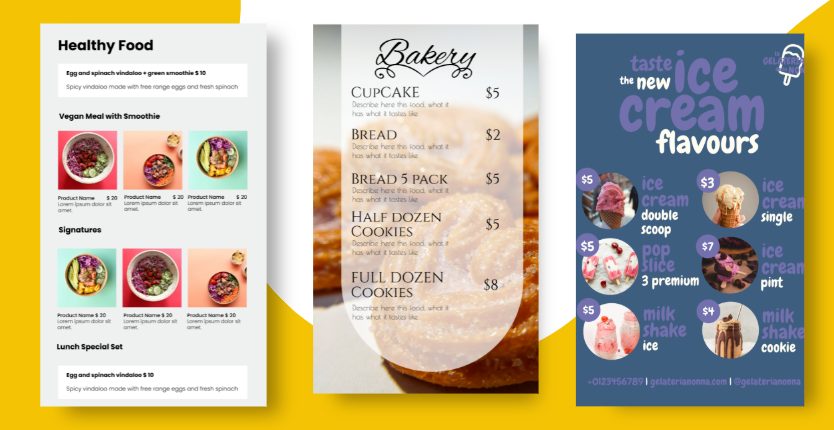 Healthy Food
Egg and spinach vindaloo + green smoothie $ 10
Spicy vindaloo made with free range eggs and fresh spinach
Vegan Meal with Smoothie
Product Name $ 20
Lorem ipsum dolor sit
amet.
Product Name $ 20
Lorem ipsum dolor sit
amet.
Product Name $ 20
Lorem ipsum dolor sit
amet.
Signatures
Product Name $ 20
Lorem ipsum dolor sit
amet.
Product Name $ 20
Lorem ipsum dolor sit
amet.
Product Name $ 20
Lorem ipsum dolor sit
amet.
Lunch Special Set
Egg and spinach vindaloo $ 10
Spicy vindaloo made with free range eggs and fresh spinach
Bakery
CupCAKE $5
Describe here this food, what it
has what it tastes like
Bread $2
Describe here this food, what it
has what it tastes like.
Bread 5 pack $5
Describe here this food, what it
has what it tastes like
Half dozen
Cookies $5
Describe here this food, what it
has what it tastes like
FULL DOZEN
Cookies $8
Describe here this food, what it
has what it tastes like
taste
the new ice
cream
flavours
$5 ice
cream
double
scoop
$3 ice
cream
single
$5 pop
slice
3 premium
$7 ice
cream
pint
$5 milk
shake
ice
$4 milk
shake
cookie
+0123456789 | gelaterianonna.com | @gelaterianonna